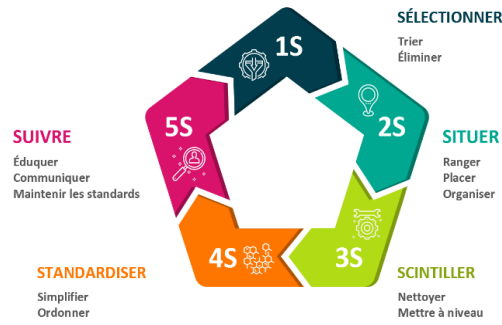 1S
SÉLECTIONNER
Trier
Éliminer
2S
SITUER
Ranger
Placer
Organiser
3S
SCINTILLER
Nettoyer
Mettre à niveau
4S
STANDARDISER
Simplifier
Ordonner
5S
SUIVRE
Éduquer
Communiquer
Maintenir les standards